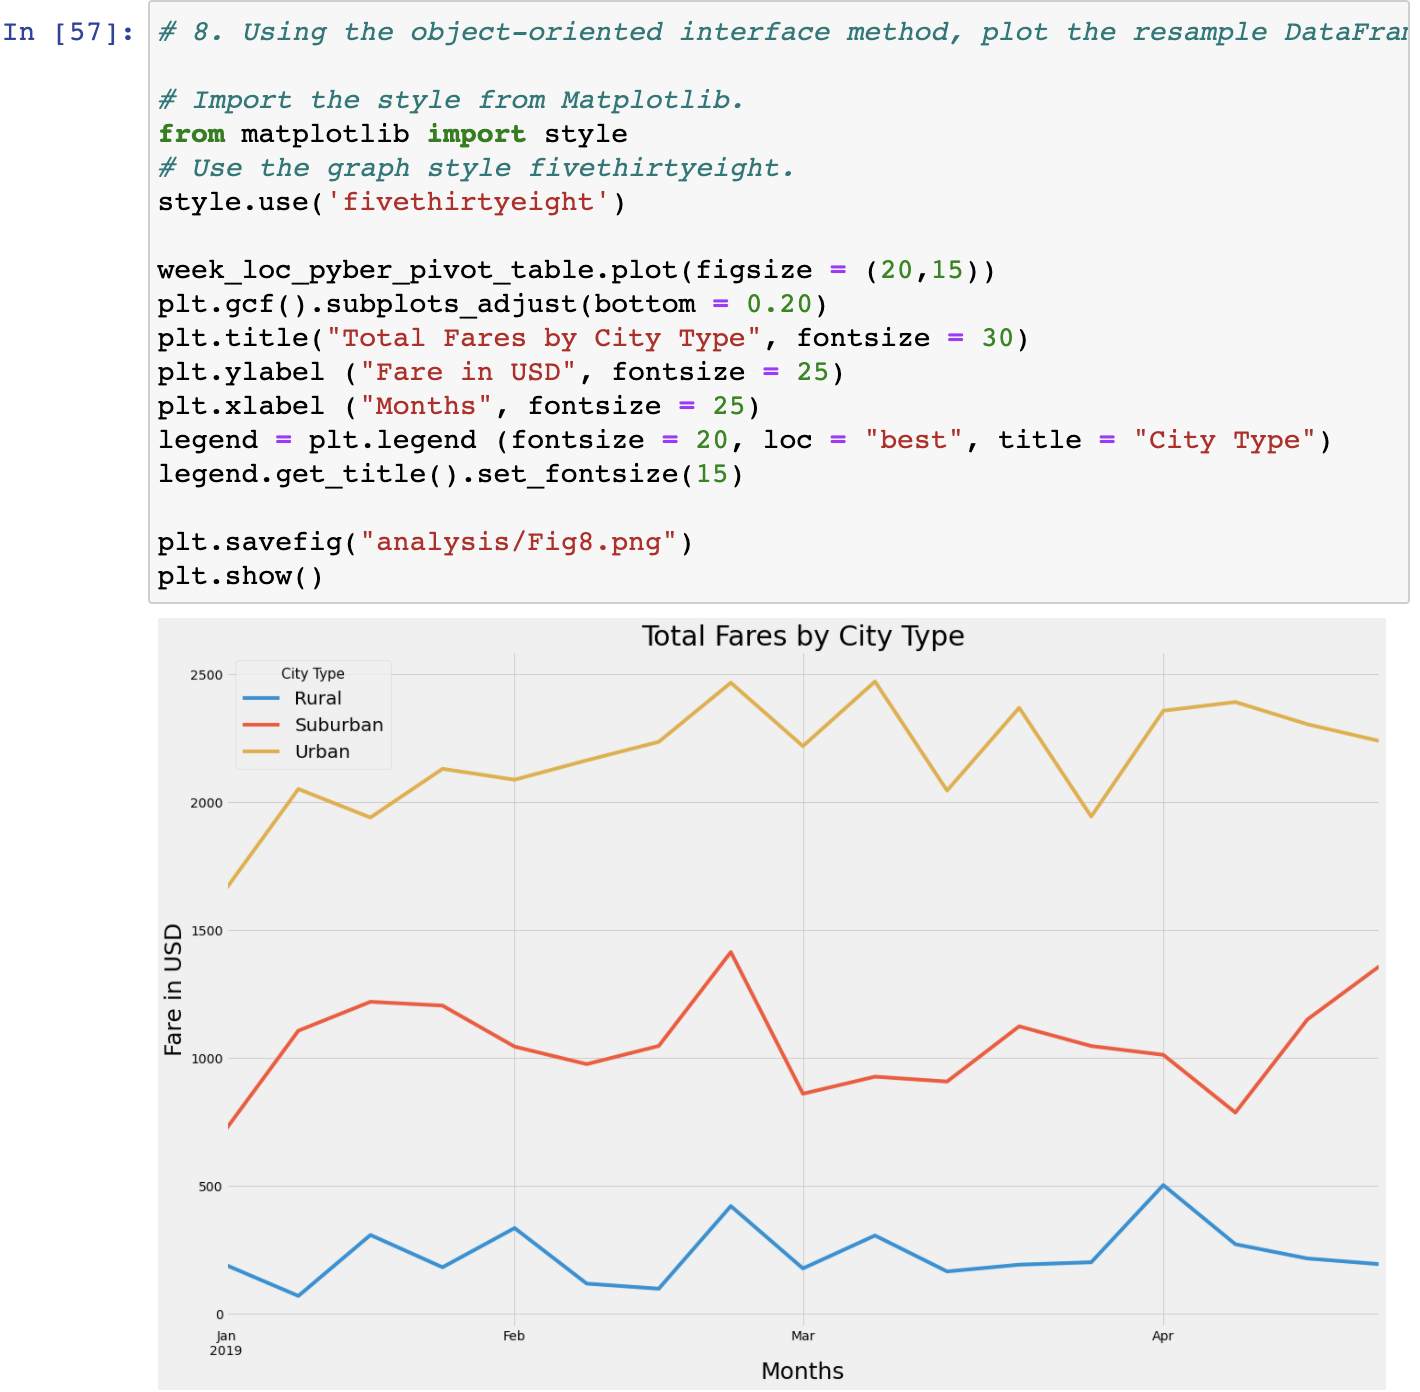 In [57]: # 8. Using the object-oriented interface method, plot the resample
# Import the style from Matplotlib.
from matplotlib import style
# Use the graph style fivethirtyeight.
style.use('fivethirtyeight')
week_loc_pyber_pivot_table.plot(figsize = (20,15))
plt.gcf().subplots_adjust(bottom = 0.20)
plt.title("Total Fares by City Type", fontsize = 30)
plt.ylabel ("Fare in USD", fontsize = 25)
plt.xlabel ("Months", fontsize = 25)
legend = plt.legend (fontsize = 20, loc = "best", title = "City Type")
legend.get_title().set_fontsize(15)
plt.savefig("analysis/Fig8.png")
plt.show()
Total Fares by City Type
City Type
Rural
Suburban
Urban
Fare in USD
2500
2000
1500
1000
500
0
Jan
2019
Feb
Mar
Apr
Months